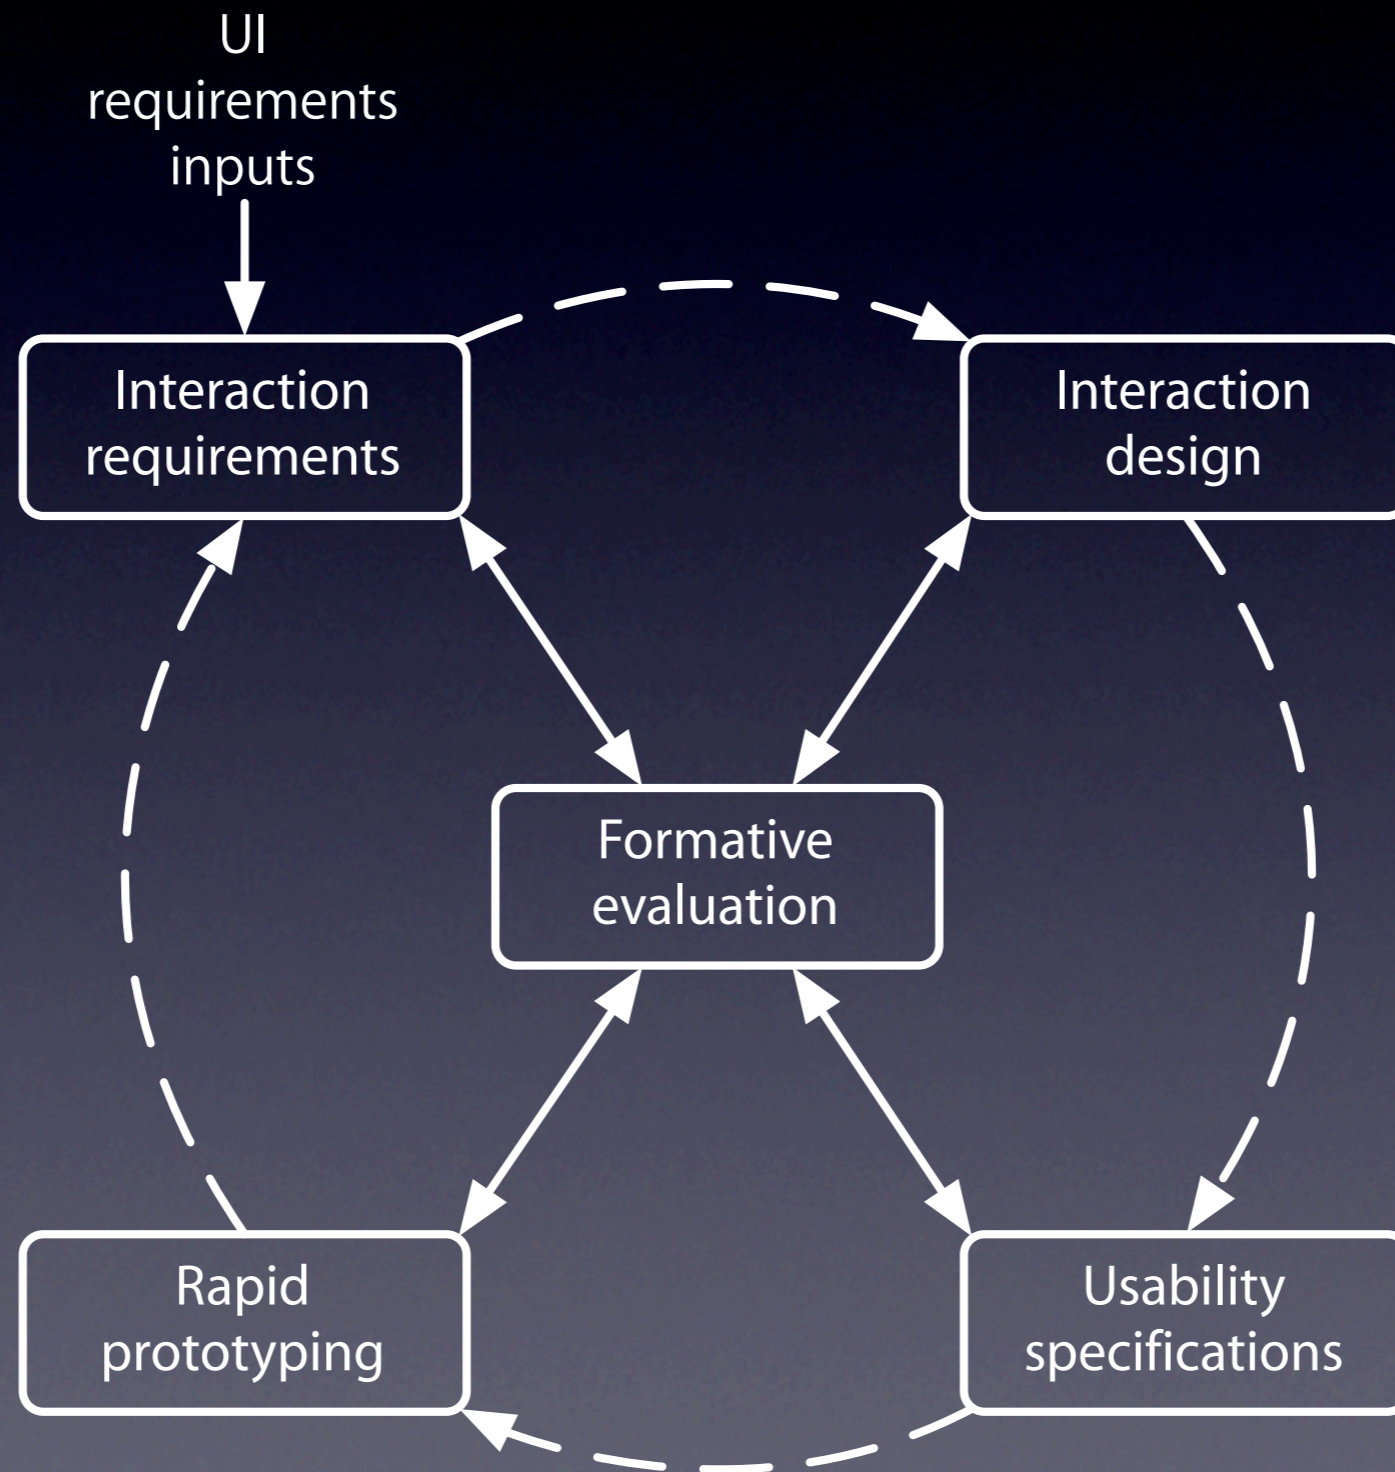 UI
requirements
inputs
Interaction
requirements
Interaction
design
Formative
evaluation
Rapid
prototyping
Usability
specifications